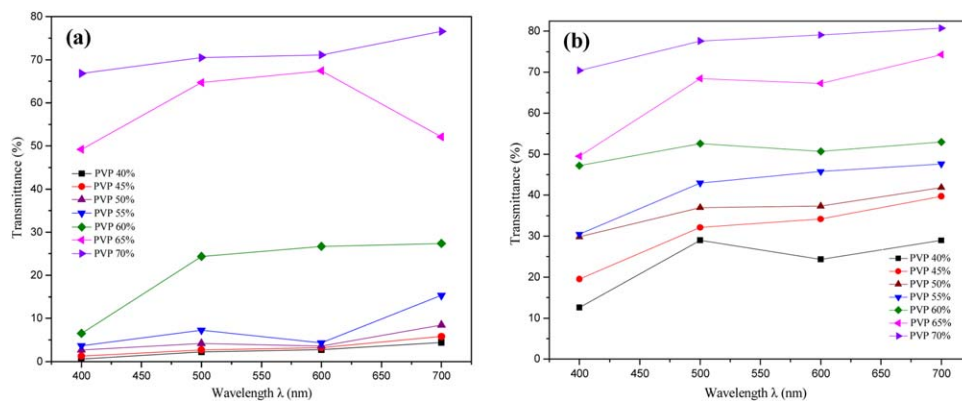 (a)
80
70
60
50
40
30
20
10
0
Transmittance (%)
PVP 40%
PVP 45%
PVP 50%
PVP 55%
PVP 60%
PVP 65%
PVP 70%
400 450 500 550 600 650 700
Wavelength λ (nm)
(b)
80
70
60
50
40
30
20
10
0
Transmittance (%)
PVP 40%
PVP 45%
PVP 50%
PVP 55%
PVP 60%
PVP 65%
PVP 70%
400 450 500 550 600 650 700
Wavelength λ (nm)